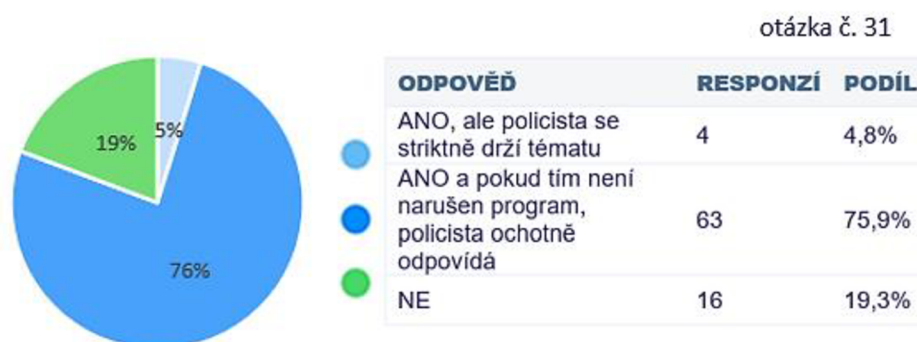 otázka č. 31
ODPOVĚĎ RESPONZÍ PODÍL
ANO, ale policista se
striktně drží tématu
4 4,8%
ANO a pokud tím není
narušen program,
policista ochotně
odpovídá
63 75,9%
NE 16 19,3%
5%
19%
76%